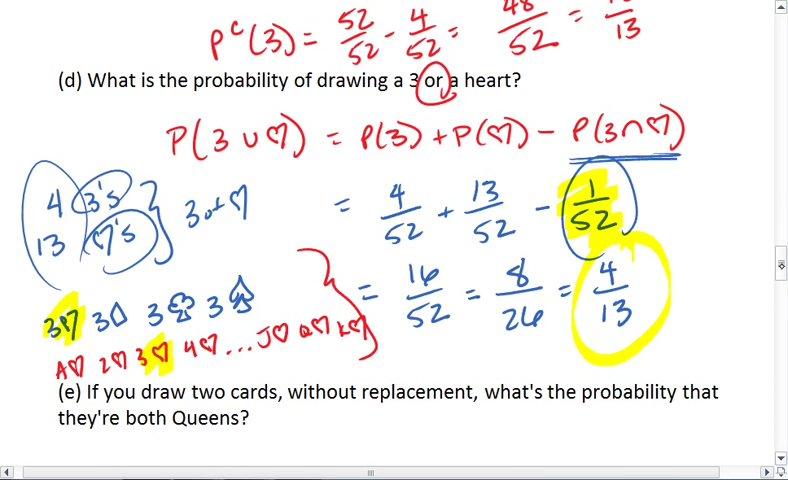 Pᶜ(3) = 52/52 - 4/52 = 48/52 = /13
(d) What is the probability of drawing a 3 or a heart?
P(3 ∪ ♡) = P(3) + P(♡) - P(3 ∩ ♡)
4 3's
13 ♡'s } 3 or ♡
= 4/52 + 13/52 - 1/52
= 16/52 = 8/26 = 4/13
3♡ 3♢ 3♧ 3♤
A♡ 2♡ 3♡ 4♡ ... J♡ Q♡ K♡
(e) If you draw two cards, without replacement, what's the probability that
they're both Queens?